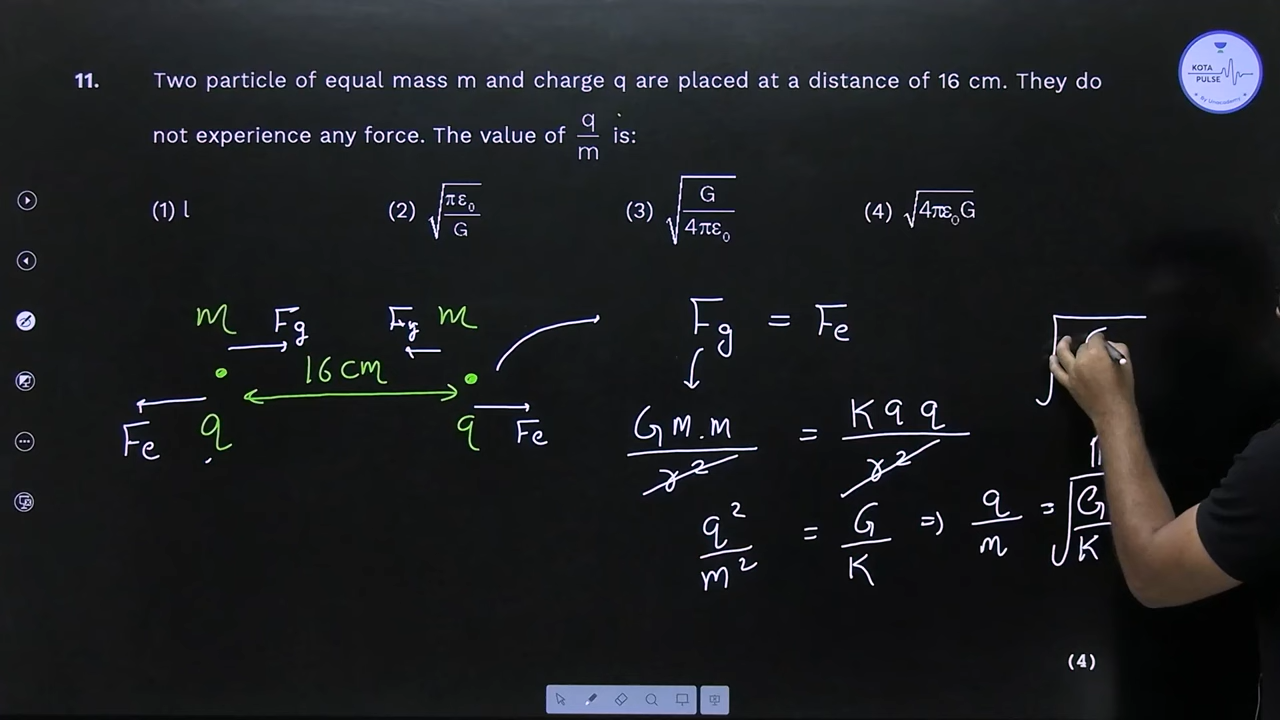 KOTA
PULSE
By Unacademy
11. Two particle of equal mass m and charge q are placed at a distance of 16 cm. They do
not experience any force. The value of q/m is:
(1) l (2) √(πε₀/G) (3) √(G/4πε₀) (4) √4πε₀G
m Fg Fg m
16 cm
Fe q q Fe
Fg = Fe
G m.m / r² = K q q / r²
q²/m² = G/K ⇒ q/m = √(G/K)
(4)